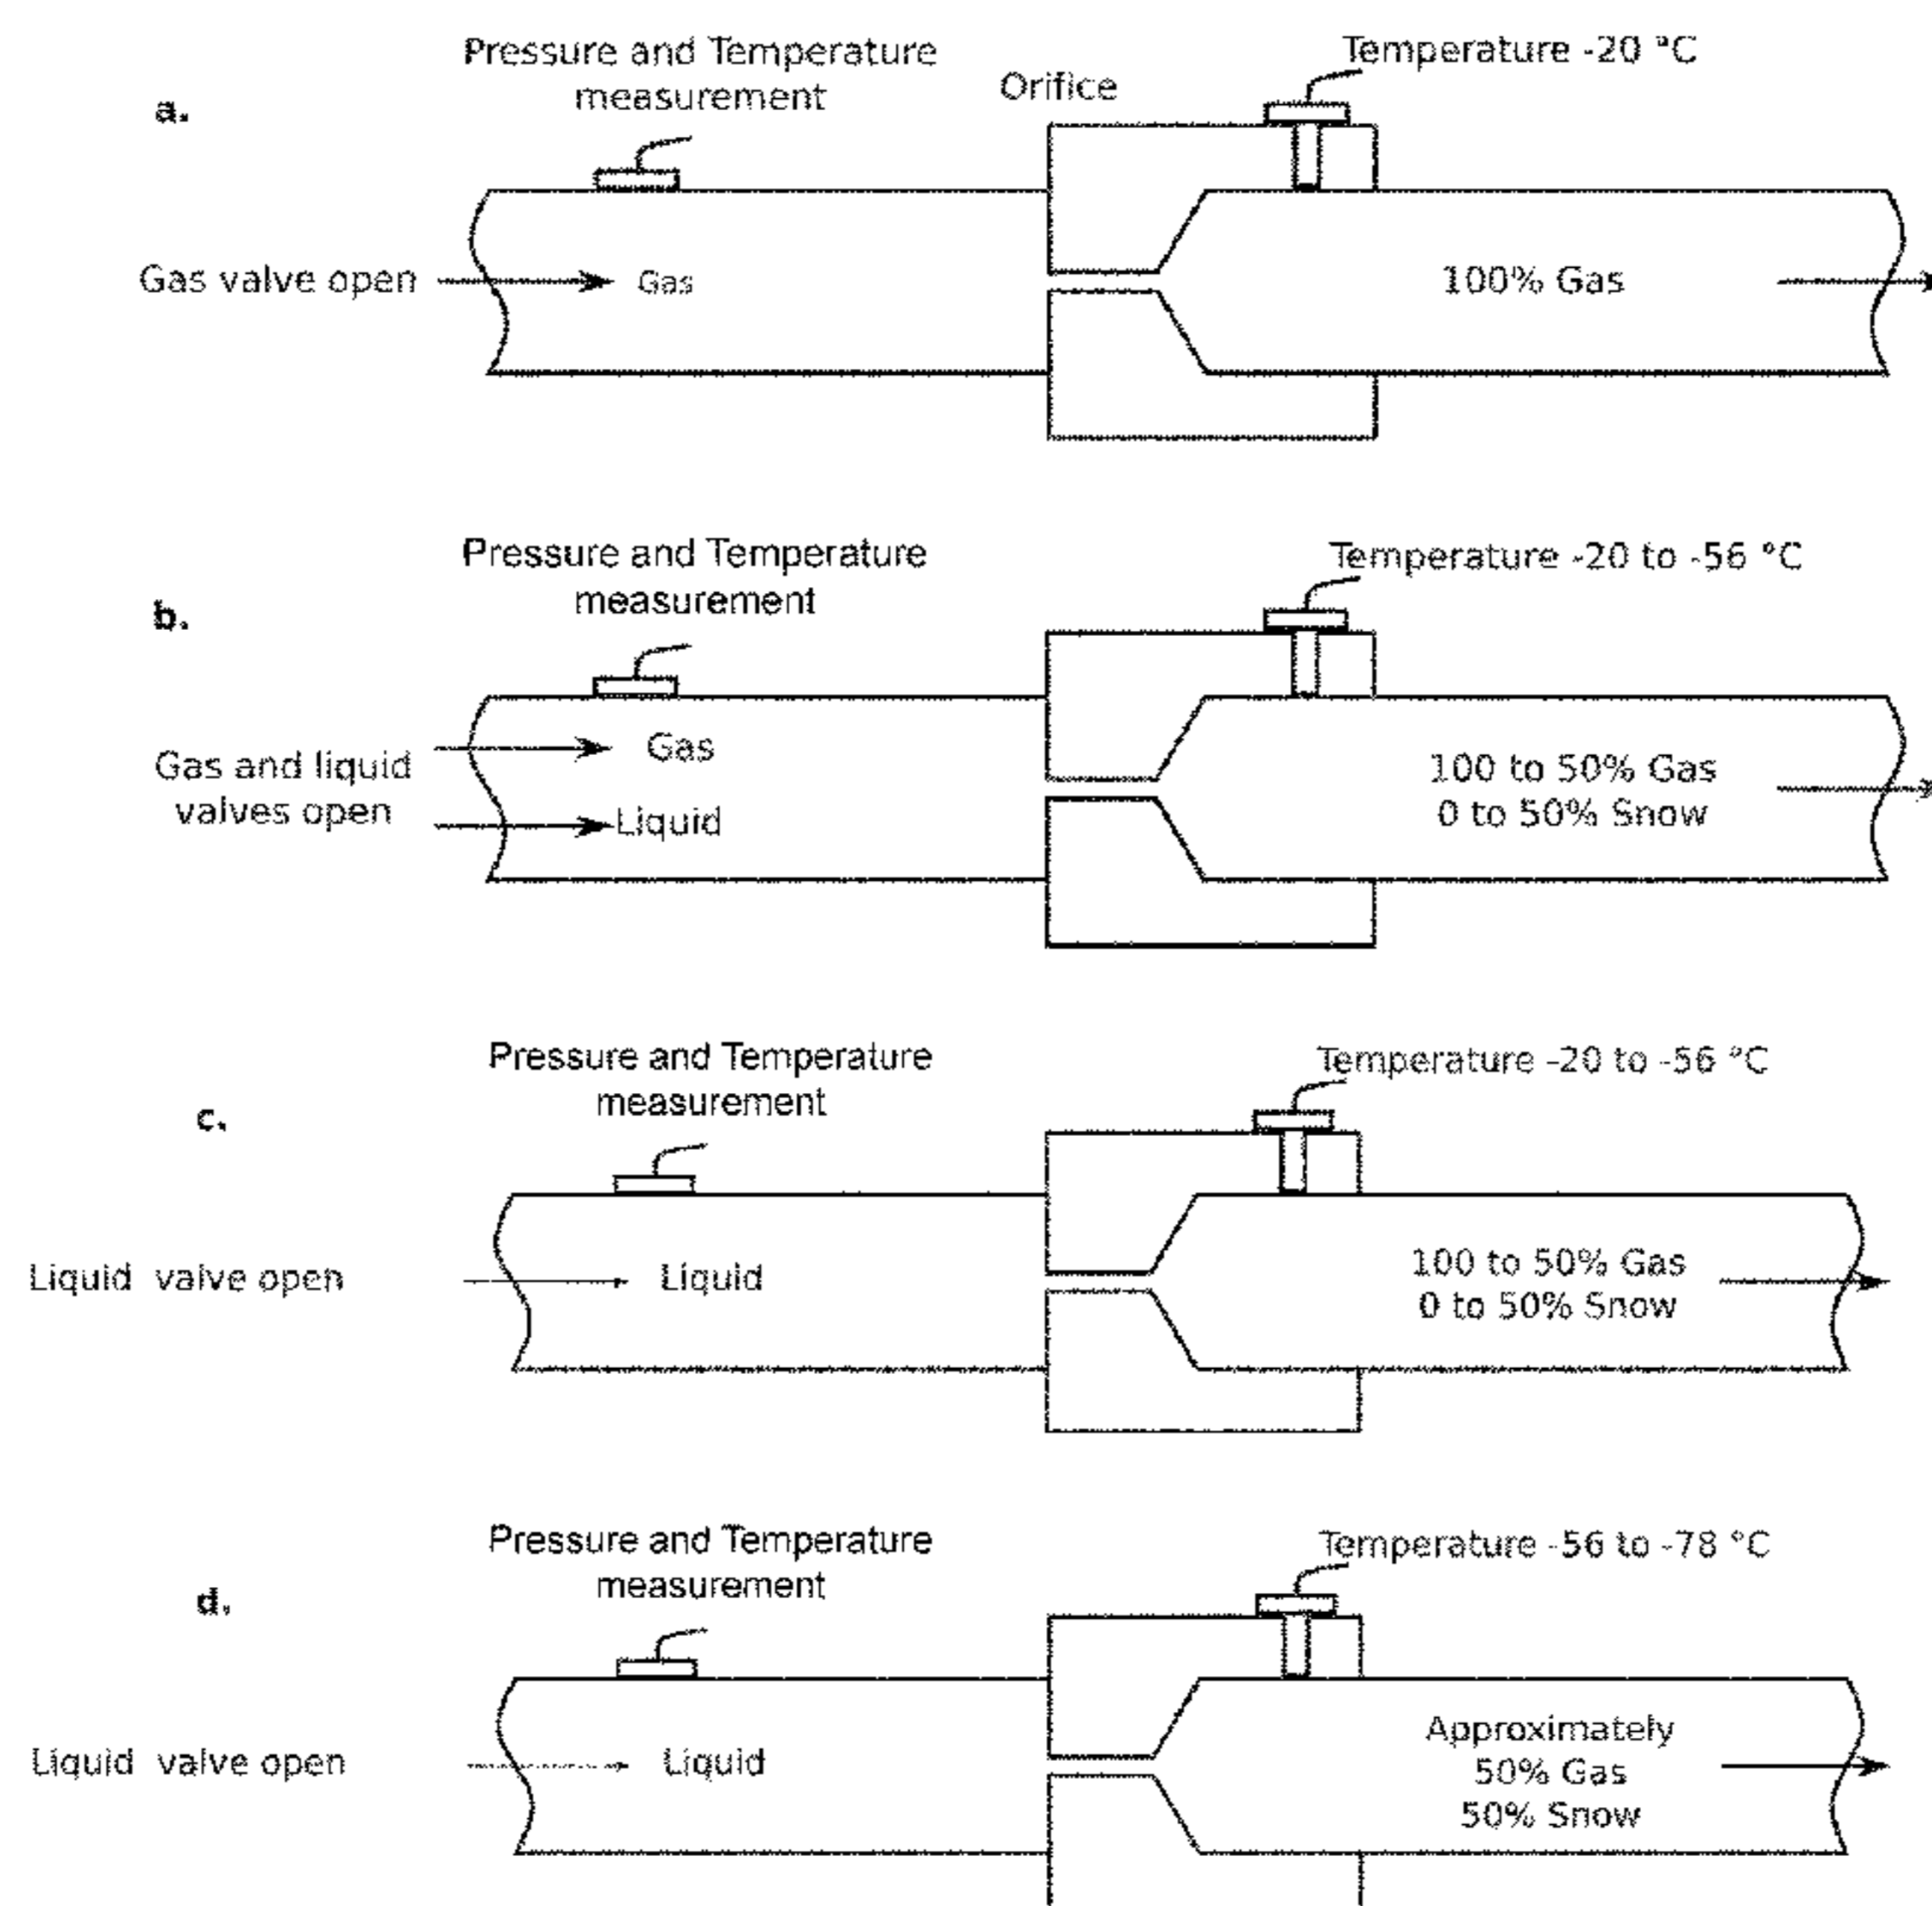 Pressure and Temperature
measurement
Orifice
Temperature -20 °C
a.
Gas valve open
Gas
100% Gas
Pressure and Temperature
measurement
Temperature -20 to -56 °C
b.
Gas and liquid
valves open
Gas
Liquid
100 to 50% Gas
0 to 50% Snow
Pressure and Temperature
measurement
Temperature -20 to -56 °C
c.
Liquid valve open
Liquid
100 to 50% Gas
0 to 50% Snow
Pressure and Temperature
measurement
Temperature -56 to -78 °C
d.
Liquid valve open
Liquid
Approximately
50% Gas
50% Snow